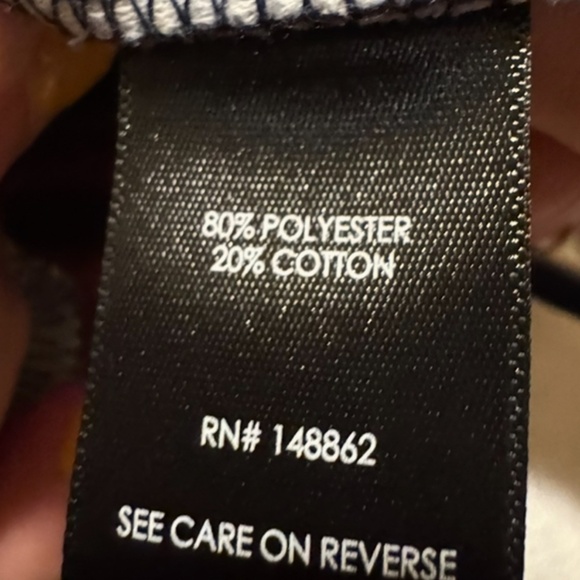 80% POLYESTER
20% COTTON
RN# 148862
SEE CARE ON REVERSE